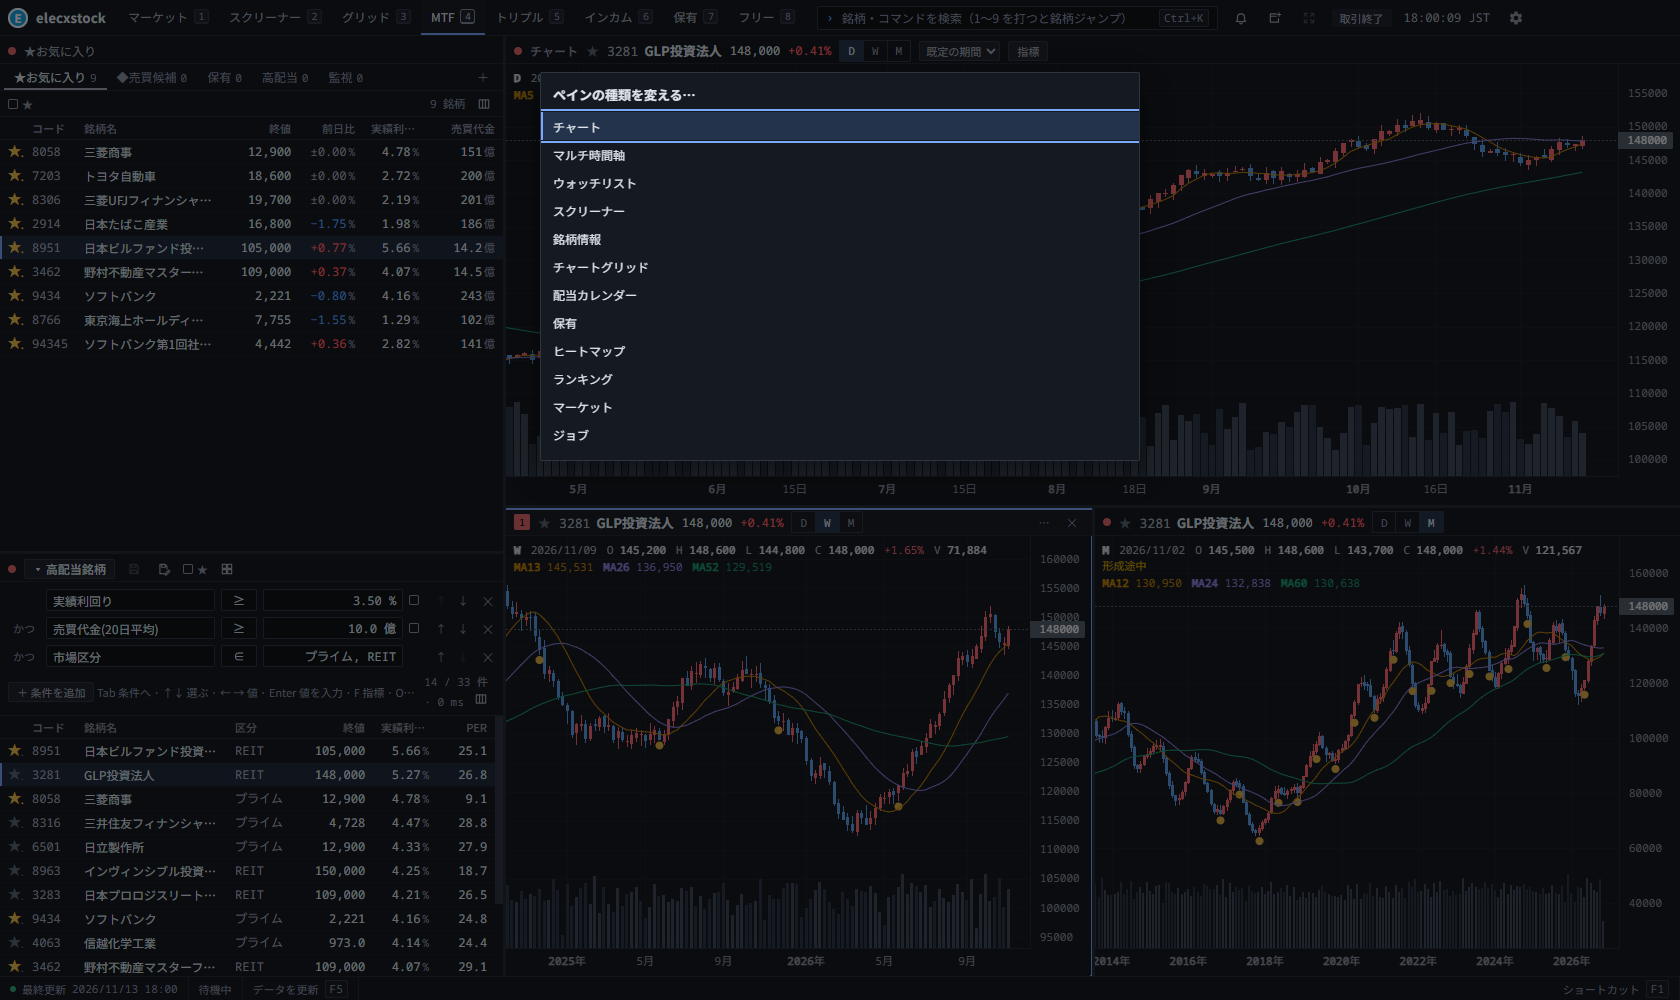 elecxstock マーケット 1 スクリーナー 2 グリッド 3 MTF 4 トリプル 5 インカム 6 保有 7 フリー 8 › 銘柄・コマンドを検索（1〜9 を打つと銘柄ジャンプ） Ctrl+K 取引終了 18:00:09 JST
★お気に入り
★お気に入り 9 ◆売買候補 0 保有 0 高配当 0 監視 0 +
★ 9 銘柄
コード 銘柄名 終値 前日比 実績利… 売買代金
8058 三菱商事 12,900 ±0.00% 4.78% 151億
7203 トヨタ自動車 18,600 ±0.00% 2.72% 200億
8306 三菱UFJフィナンシャ… 19,700 ±0.00% 2.19% 201億
2914 日本たばこ産業 16,800 −1.75% 1.98% 186億
8951 日本ビルファンド投… 105,000 +0.77% 5.66% 14.2億
3462 野村不動産マスター… 109,000 +0.37% 4.07% 14.5億
9434 ソフトバンク 2,221 −0.80% 4.16% 243億
8766 東京海上ホールディ… 7,755 −1.55% 1.29% 102億
94345 ソフトバンク第1回社… 4,442 +0.36% 2.82% 141億
チャート ★ 3281 GLP投資法人 148,000 +0.41% D W M 既定の期間 指標
D
MA5
ペインの種類を変える…
チャート
マルチ時間軸
ウォッチリスト
スクリーナー
銘柄情報
チャートグリッド
配当カレンダー
保有
ヒートマップ
ランキング
マーケット
ジョブ
155000
150000
148000
145000
140000
135000
130000
125000
120000
115000
110000
105000
100000
5月 6月 15日 7月 15日 8月 18日 9月 10月 16日 11月
高配当銘柄 ★
実績利回り ≥ 3.50 % ↑ ↓ ×
かつ 売買代金(20日平均) ≥ 10.0 億 ↑ ↓ ×
かつ 市場区分 ∈ プライム, REIT ↑ ↓ ×
＋条件を追加 Tab 条件へ・↑↓ 選ぶ・←→ 値・Enter 値を入力・F 指標・O… 14 / 33 件 · 0 ms
コード 銘柄名 区分 終値 実績利… PER
8951 日本ビルファンド投資… REIT 105,000 5.66% 25.1
3281 GLP投資法人 REIT 148,000 5.27% 26.8
8058 三菱商事 プライム 12,900 4.78% 9.1
8316 三井住友フィナンシャ… プライム 4,728 4.47% 28.8
6501 日立製作所 プライム 12,900 4.33% 27.9
8963 インヴィンシブル投資… REIT 150,000 4.25% 18.7
3283 日本プロロジスリート… REIT 109,000 4.21% 26.5
9434 ソフトバンク プライム 2,221 4.16% 24.8
4063 信越化学工業 プライム 973.0 4.14% 24.4
3462 野村不動産マスターフ… REIT 109,000 4.07% 29.1
1 ★ 3281 GLP投資法人 148,000 +0.41% D W M … ×
W 2026/11/09 O 145,200 H 148,600 L 144,800 C 148,000 +1.65% V 71,884
MA13 145,531 MA26 136,950 MA52 129,519
160000
155000
150000
148000
145000
140000
135000
130000
125000
120000
115000
110000
105000
100000
95000
2025年 5月 9月 2026年 5月 9月
★ 3281 GLP投資法人 148,000 +0.41% D W M
M 2026/11/02 O 145,500 H 148,600 L 143,700 C 148,000 +1.44% V 121,567
形成途中
MA12 130,950 MA24 132,838 MA60 130,638
160000
148000
140000
120000
100000
80000
60000
40000
2014年 2016年 2018年 2020年 2022年 2024年 2026年
最終更新 2026/11/13 18:00 待機中 データを更新 F5 ショートカット F1